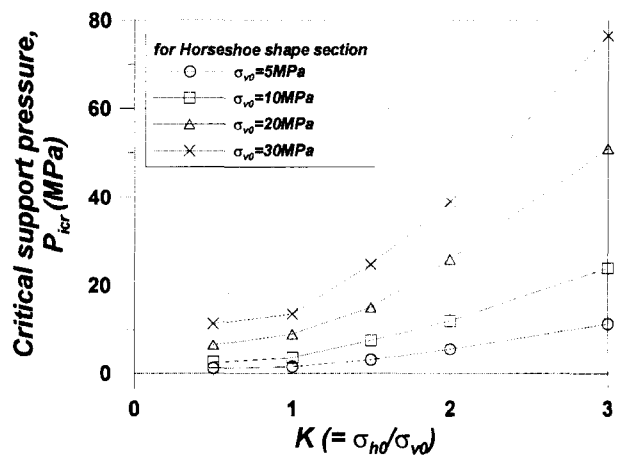 80
60
40
20
0
Critical support pressure,
P_icr (MPa)
for Horseshoe shape section
σ_v0=5MPa
σ_v0=10MPa
σ_v0=20MPa
σ_v0=30MPa
0 1 2 3
K (= σ_h0/σ_v0)